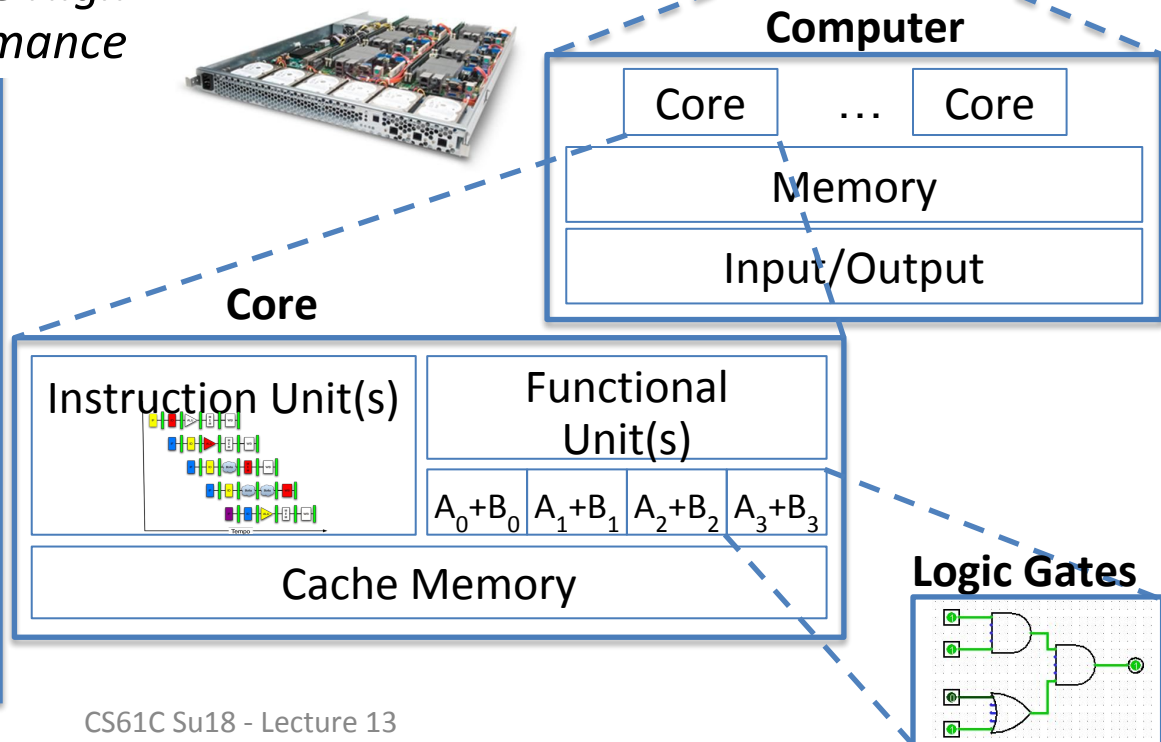 mance
Computer
Core … Core
Memory
Input/Output
Core
Instruction Unit(s)
Functional
Unit(s)
A₀+B₀ A₁+B₁ A₂+B₂ A₃+B₃
Tempo
Cache Memory
Logic Gates
CS61C Su18 - Lecture 13